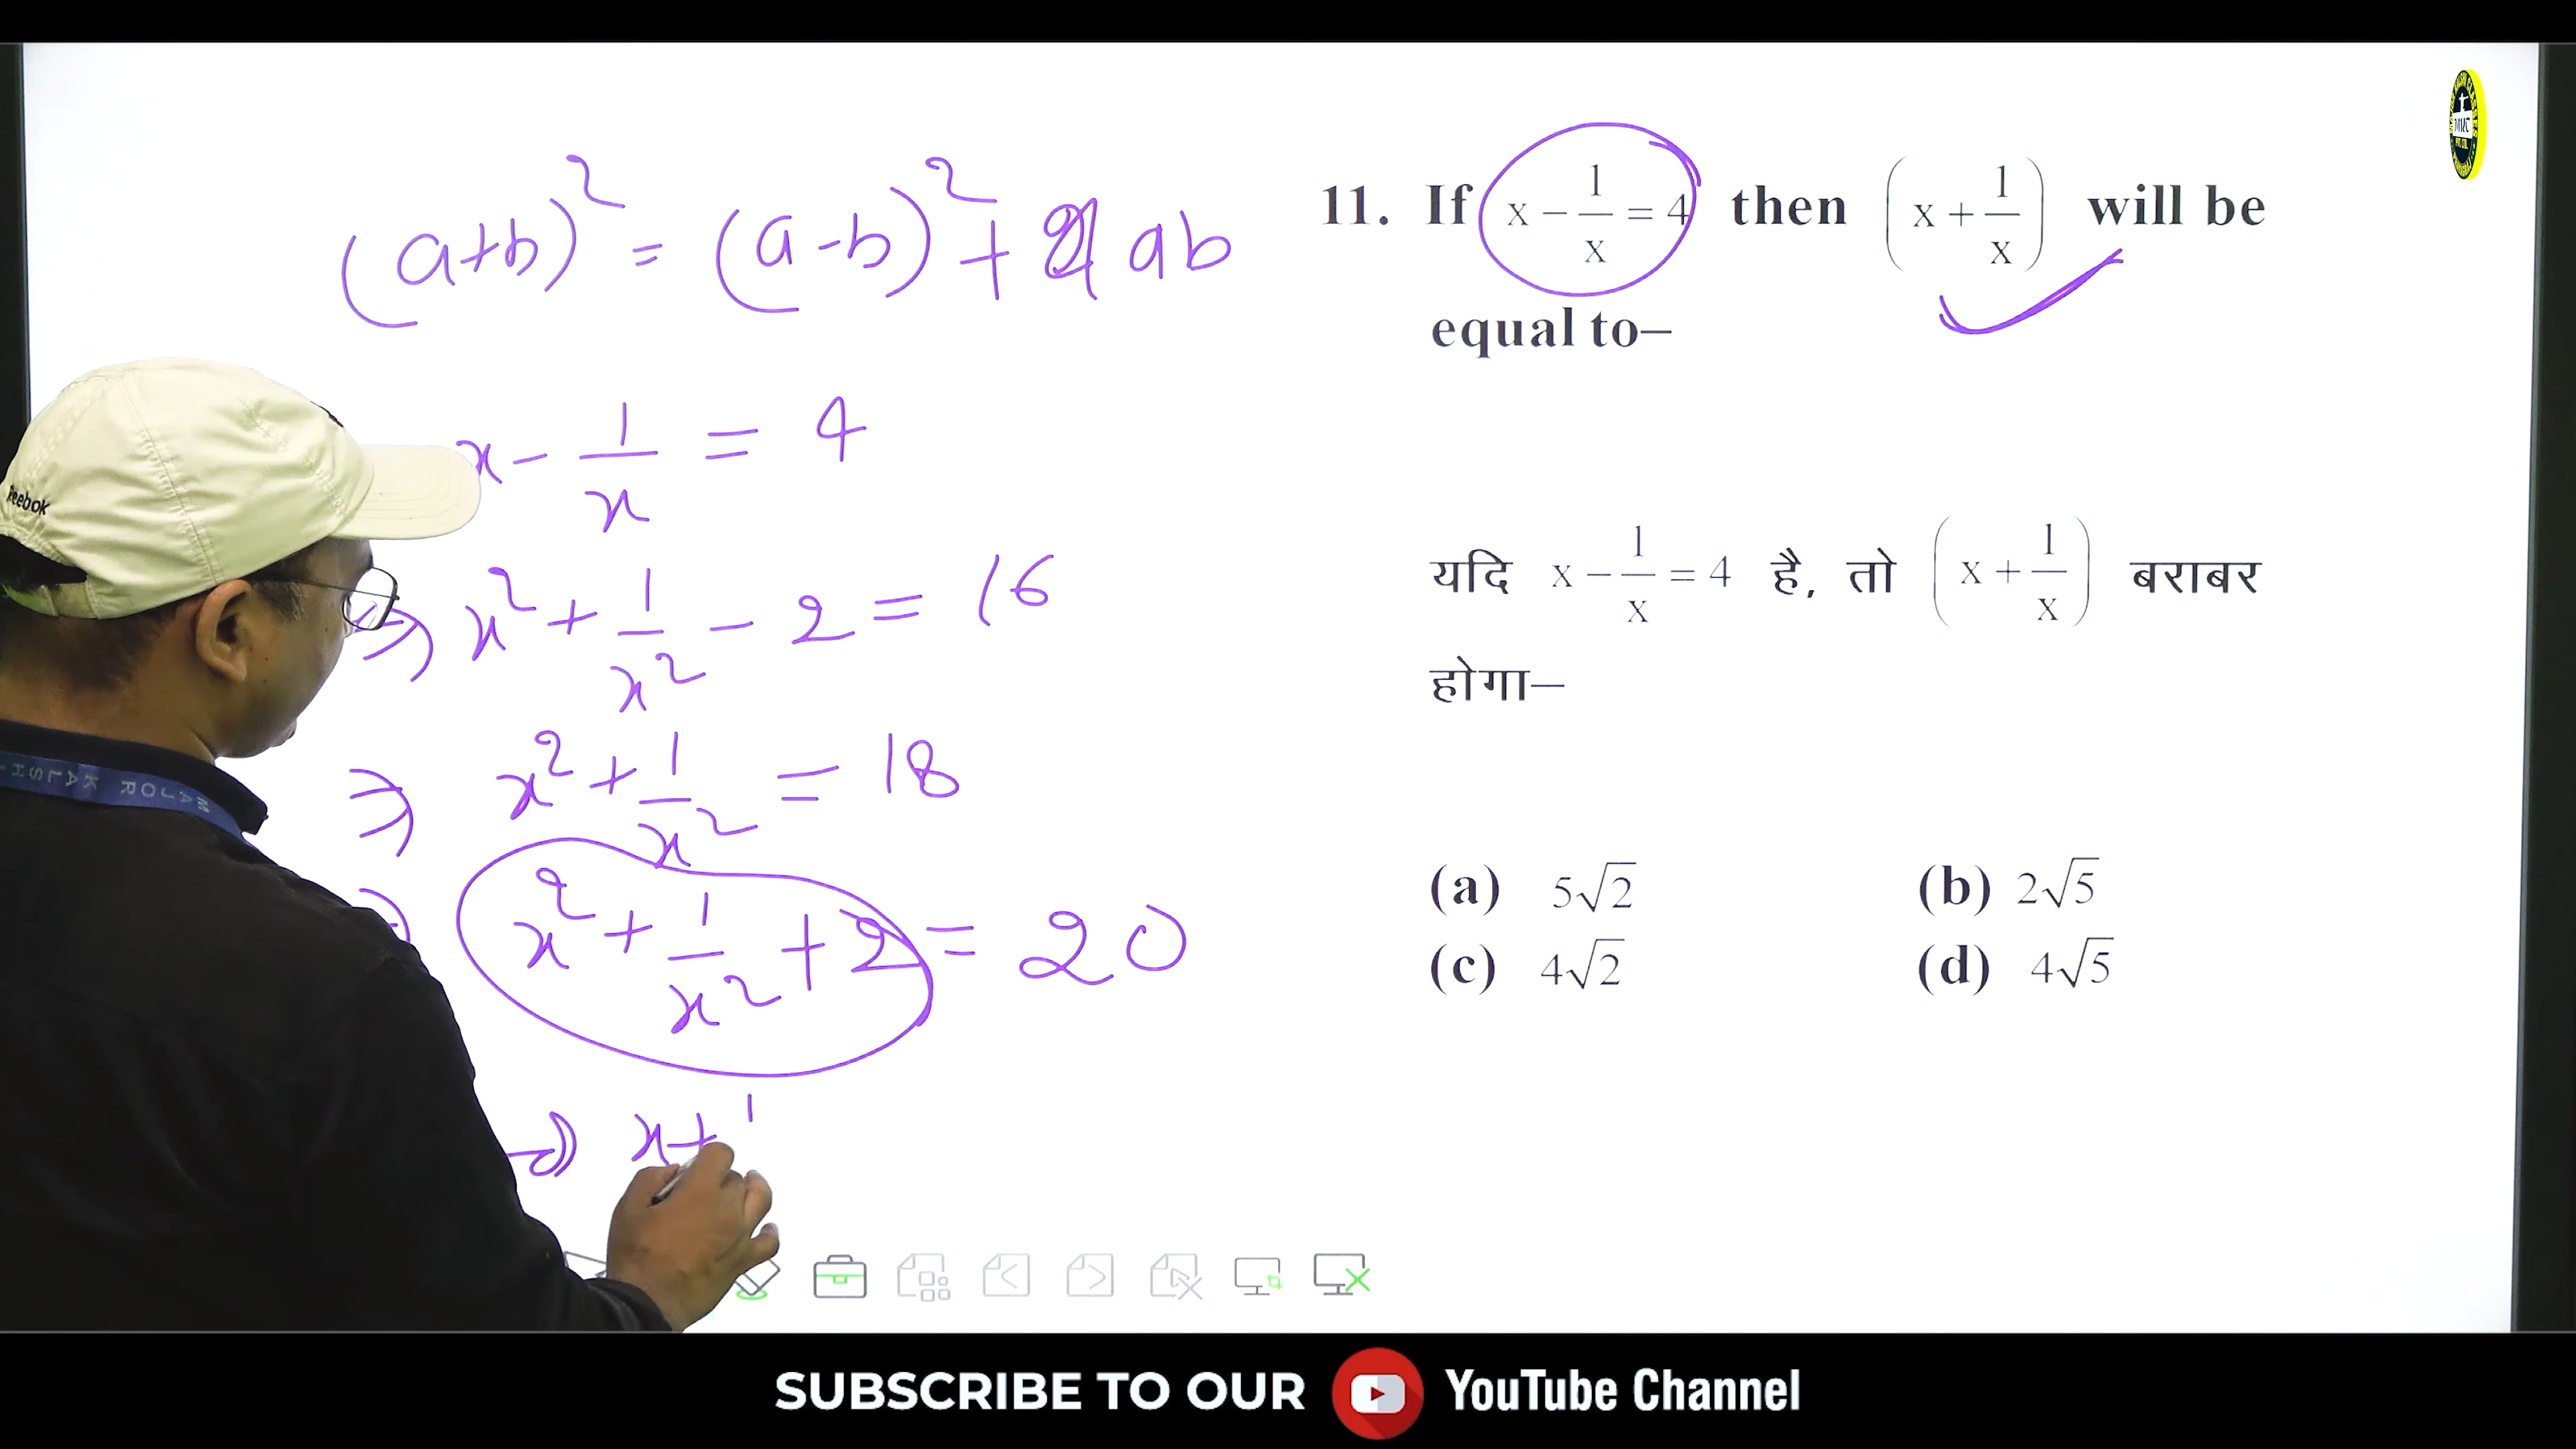 (a+b)² = (a-b)² + 4ab
x - 1/x = 4
⇒ x² + 1/x² - 2 = 16
⇒ x² + 1/x² = 18
⇒ x² + 1/x² + 2 = 20
⇒ x + 1
11. If x - 1/x = 4 then (x + 1/x) will be
equal to–
यदि x - 1/x = 4 है, तो (x + 1/x) बराबर
होगा–
(a) 5√2 (b) 2√5
(c) 4√2 (d) 4√5
Reebok
MAJOR KALSHI
SUBSCRIBE TO OUR YouTube Channel